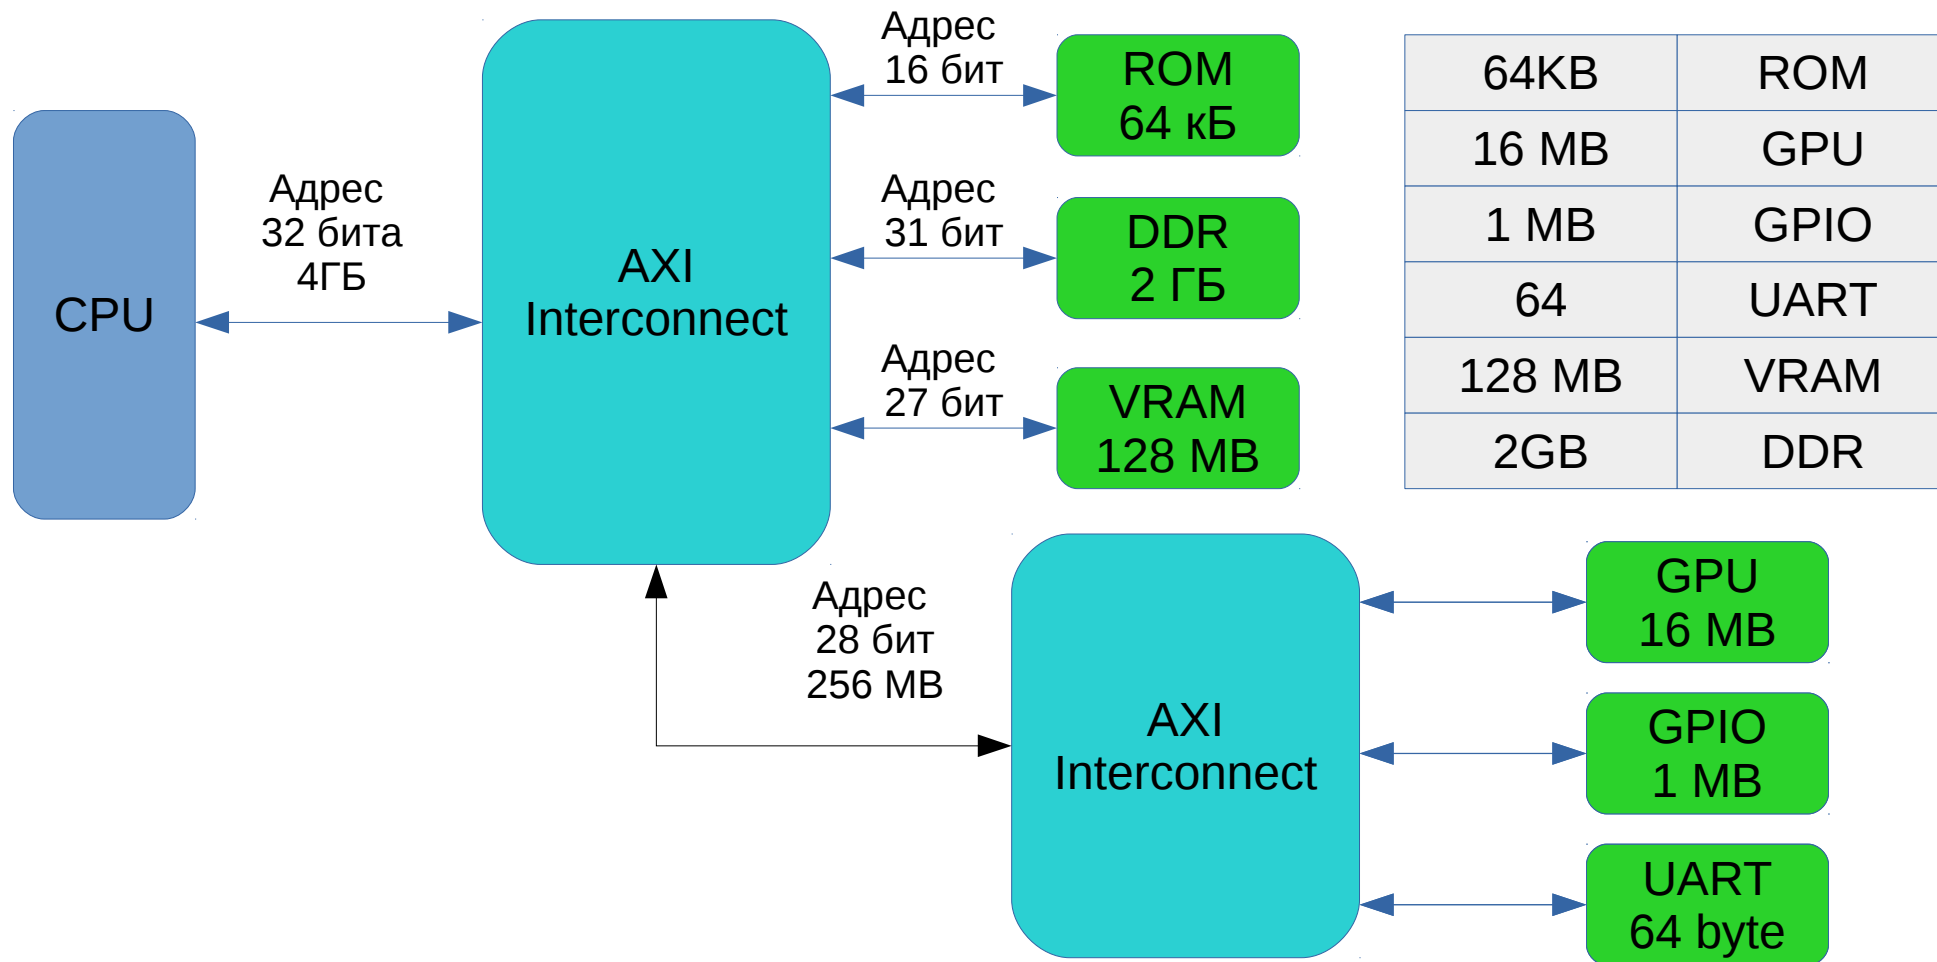 CPU
Адрес
32 бита
4ГБ
AXI
Interconnect
Адрес
16 бит
ROM
64 кБ
Адрес
31 бит
DDR
2 ГБ
Адрес
27 бит
VRAM
128 MB
64KB ROM
16 MB GPU
1 MB GPIO
64 UART
128 MB VRAM
2GB DDR
Адрес
28 бит
256 MB
AXI
Interconnect
GPU
16 MB
GPIO
1 MB
UART
64 byte